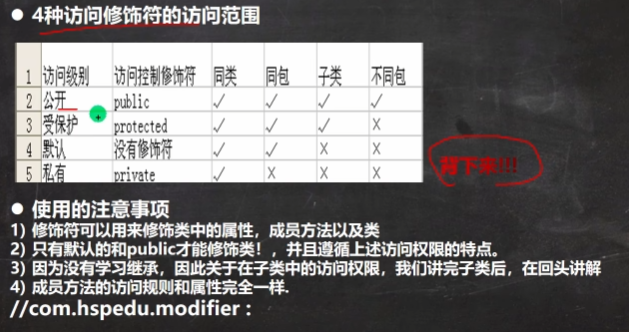 ● 4种访问修饰符的访问范围
1 访问级别 访问控制修饰符 同类 同包 子类 不同包
2 公开 public ✓ ✓ ✓ ✓
3 受保护 protected ✓ ✓ ✓ ×
4 默认 没有修饰符 ✓ ✓ × ×
5 私有 private ✓ × × ×
背下来!!!
● 使用的注意事项
1) 修饰符可以用来修饰类中的属性，成员方法以及类
2) 只有默认的和public才能修饰类！，并且遵循上述访问权限的特点。
3) 因为没有学习继承，因此关于在子类中的访问权限，我们讲完子类后，在回头讲解
4) 成员方法的访问规则和属性完全一样.
//com.hspedu.modifier :